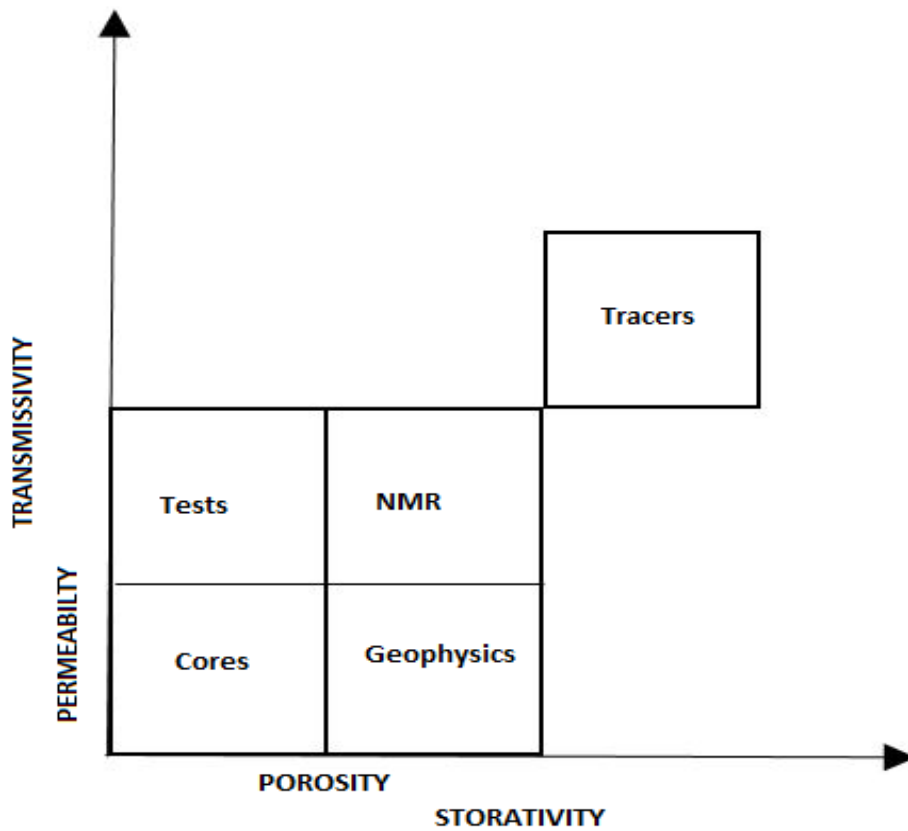 Tracers
TRANSMISSIVITY
Tests
NMR
PERMEABILTY
Cores
Geophysics
POROSITY
STORATIVITY